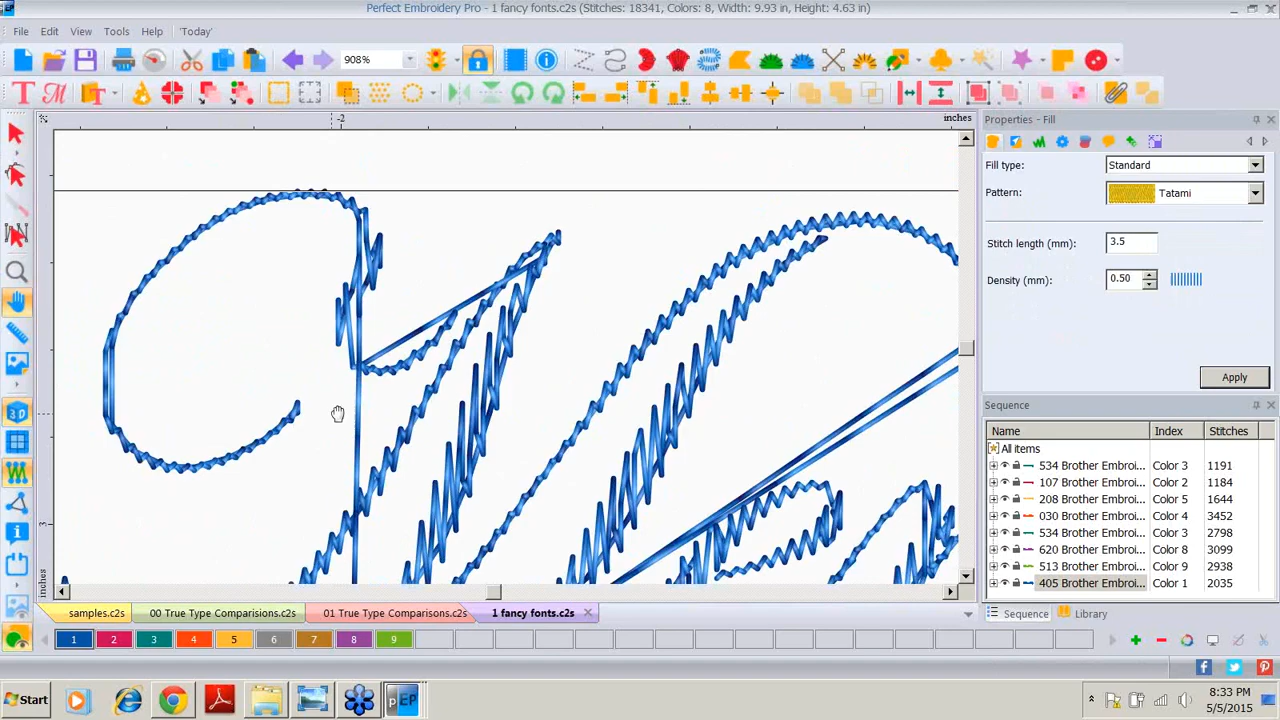 Perfect Embroidery Pro - 1 fancy fonts.c2s (Stitches: 18341, Colors: 8, Width: 9.93 in, Height: 4.63 in)
File Edit View Tools Help 'Today'
908%
-2
inches
3
inches
Properties - Fill
Fill type: Standard
Pattern: Tatami
Stitch length (mm): 3.5
Density (mm): 0.50
Apply
Sequence
Name Index Stitches
All items
534 Brother Embroi... Color 3 1191
107 Brother Embroi... Color 2 1184
208 Brother Embroi... Color 5 1644
030 Brother Embroi... Color 4 3452
534 Brother Embroi... Color 3 2798
620 Brother Embroi... Color 8 3099
513 Brother Embroi... Color 9 2938
405 Brother Embroi... Color 1 2035
samples.c2s 00 True Type Comparisions.c2s 01 True Type Comparisions.c2s 1 fancy fonts.c2s
Sequence Library
1 2 3 4 5 6 7 8 9
Start
pEP
8:33 PM
5/5/2015